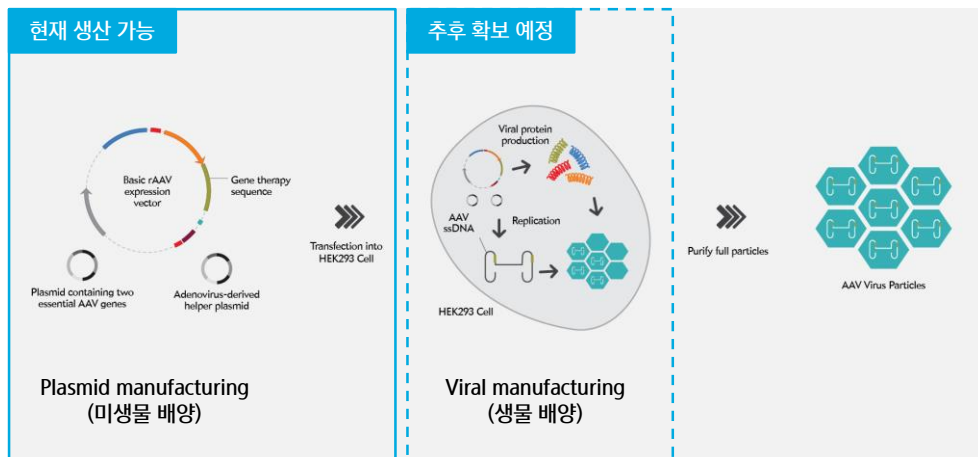 현재 생산 가능
추후 확보 예정
Basic rAAV
expression
vector
Gene therapy
sequence
Plasmid containing two
essential AAV genes
Adenovirus-derived
helper plasmid
Transfection into
HEK293 Cell
Viral protein
production
AAV
ssDNA
Replication
HEK293 Cell
Purify full particles
AAV Virus Particles
Plasmid manufacturing
(미생물 배양)
Viral manufacturing
(생물 배양)